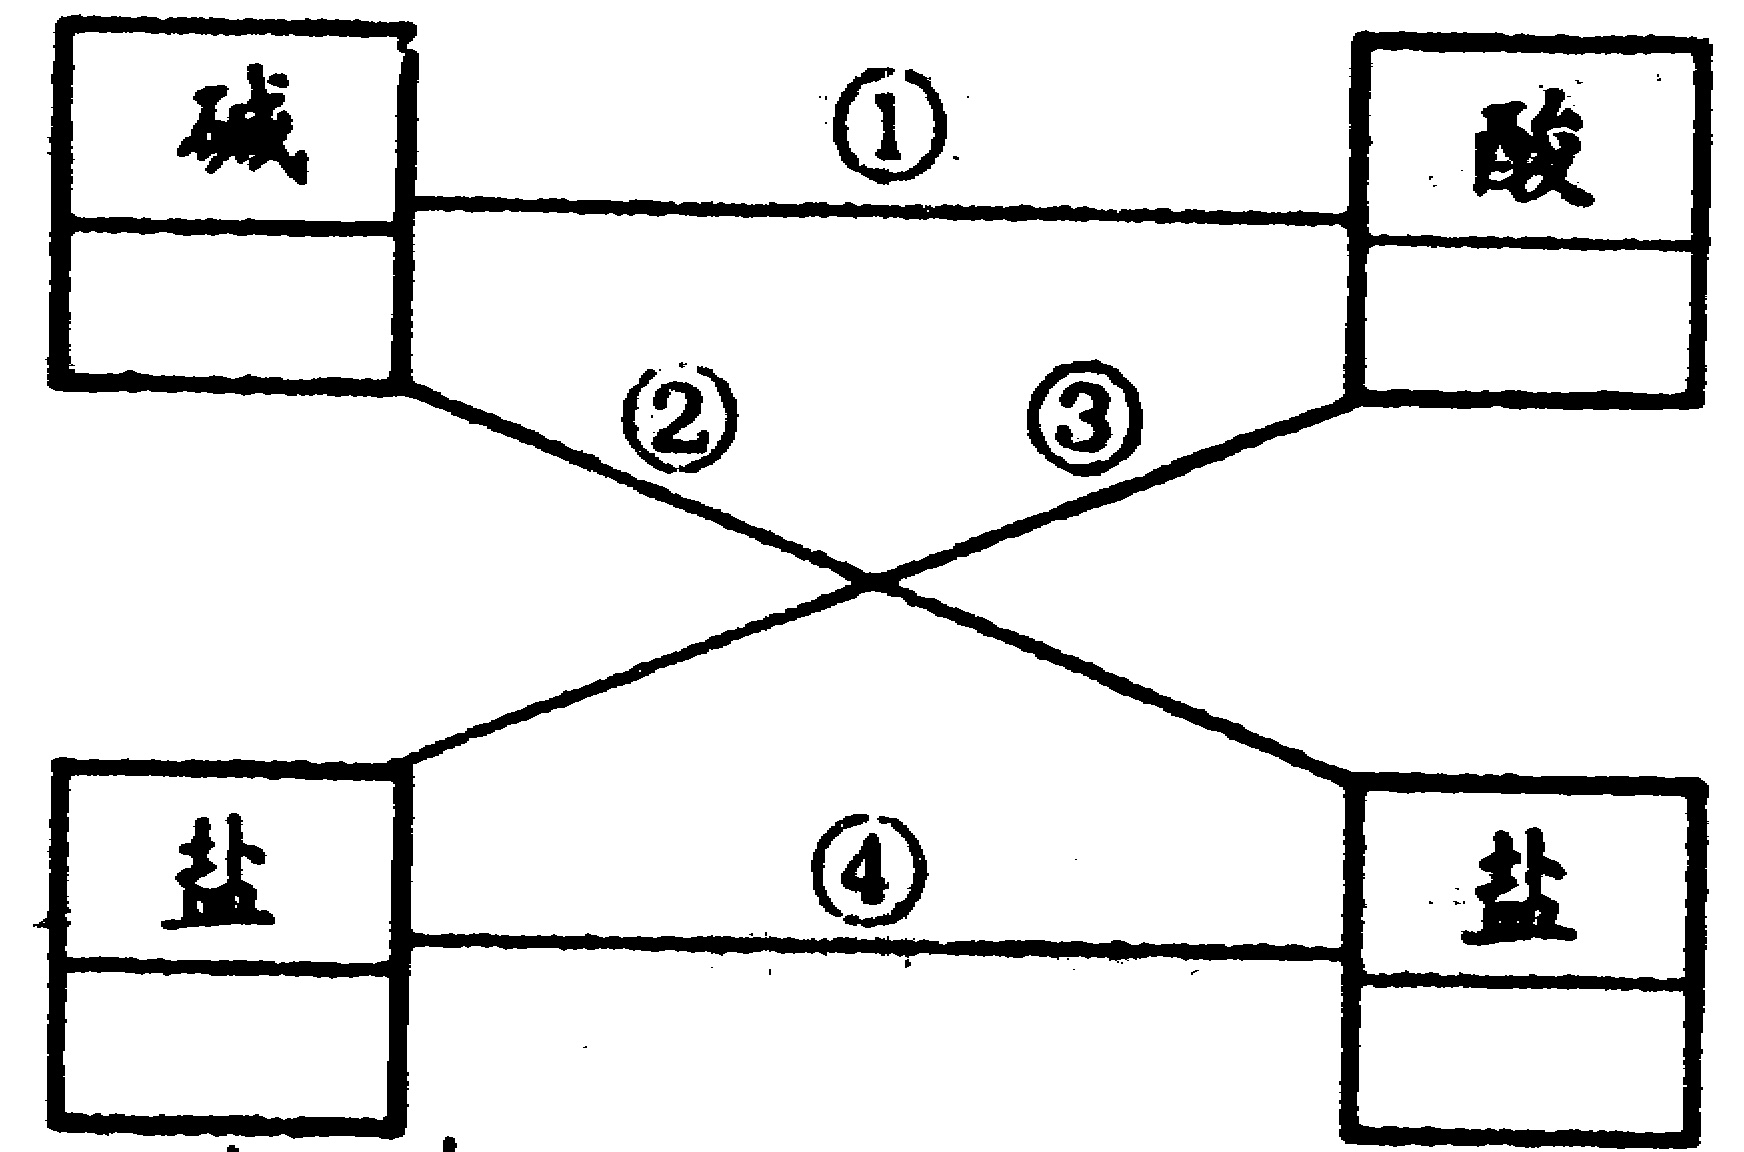 碱 ① 酸
② ③
盐 ④ 盐